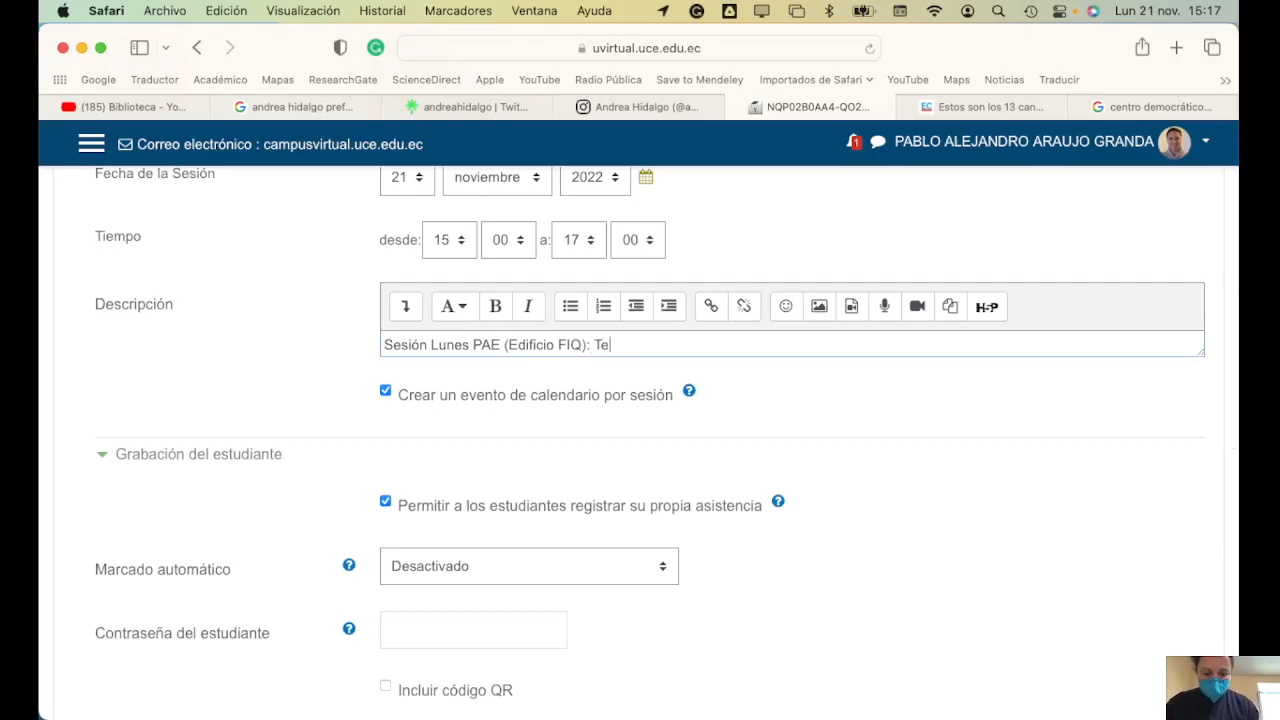 Safari Archivo Edición Visualización Historial Marcadores Ventana Ayuda Lun 21 nov. 15:17
uvirtual.uce.edu.ec
Google Traductor Académico Mapas ResearchGate ScienceDirect Apple YouTube Radio Pública Save to Mendeley Importados de Safari YouTube Maps Noticias Traducir
(185) Biblioteca - Yo... andrea hidalgo pref... andreahidalgo | Twit... Andrea Hidalgo (@a... NQP02B0AA4-QO2... EC Estos son los 13 can... centro democrático...
Correo electrónico : campusvirtual.uce.edu.ec 1 PABLO ALEJANDRO ARAUJO GRANDA
Fecha de la Sesión 21 noviembre 2022
Tiempo desde: 15 00 a: 17 00
Descripción A B I H5P
Sesión Lunes PAE (Edificio FIQ): Te
Crear un evento de calendario por sesión
Grabación del estudiante
Permitir a los estudiantes registrar su propia asistencia
Marcado automático Desactivado
Contraseña del estudiante
Incluir código QR